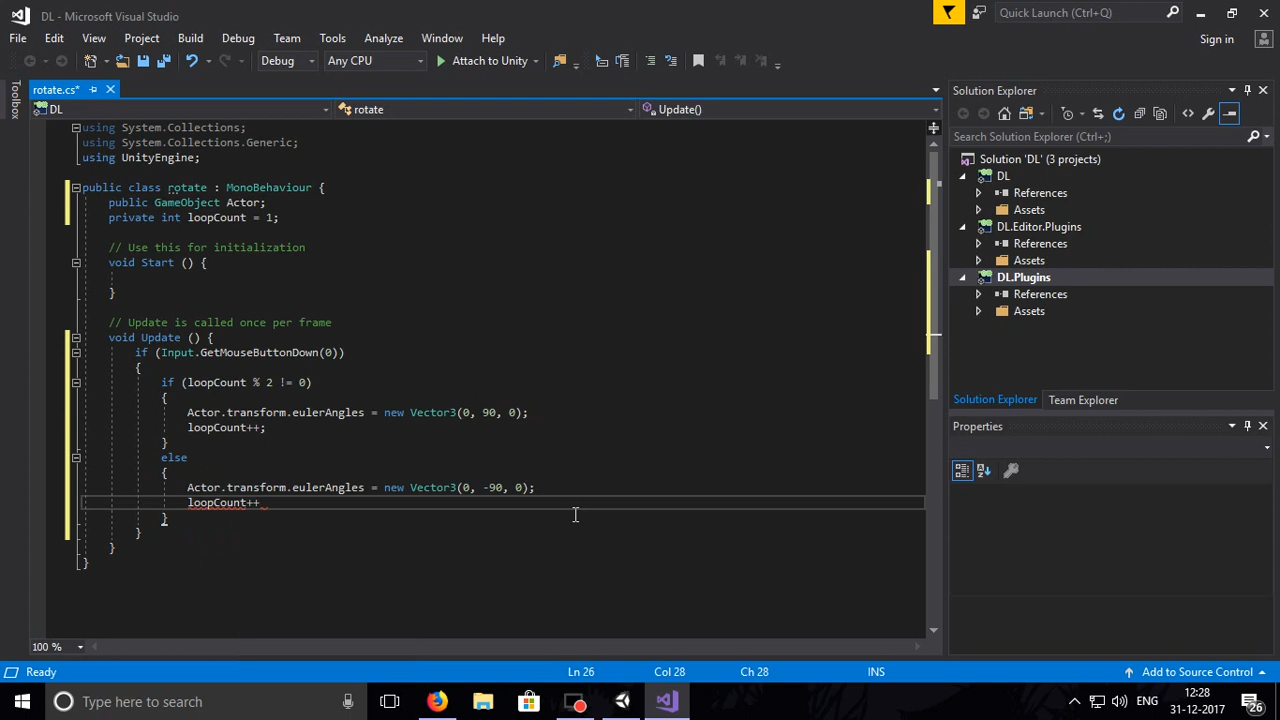 DL - Microsoft Visual Studio
Quick Launch (Ctrl+Q)
File Edit View Project Build Debug Team Tools Analyze Window Help
Sign in
Debug Any CPU Attach to Unity
Toolbox
rotate.cs*
DL rotate Update()
using System.Collections;
using System.Collections.Generic;
using UnityEngine;
public class rotate : MonoBehaviour {
public GameObject Actor;
private int loopCount = 1;
// Use this for initialization
void Start () {
}
// Update is called once per frame
void Update () {
if (Input.GetMouseButtonDown(0))
{
if (loopCount % 2 != 0)
{
Actor.transform.eulerAngles = new Vector3(0, 90, 0);
loopCount++;
}
else
{
Actor.transform.eulerAngles = new Vector3(0, -90, 0);
loopCount++
}
}
}
}
100 %
Solution Explorer
Search Solution Explorer (Ctrl+;)
Solution 'DL' (3 projects)
DL
References
Assets
DL.Editor.Plugins
References
Assets
DL.Plugins
References
Assets
Solution Explorer Team Explorer
Properties
Ready Ln 26 Col 28 Ch 28 INS Add to Source Control
Type here to search
ENG
12:28
31-12-2017
26